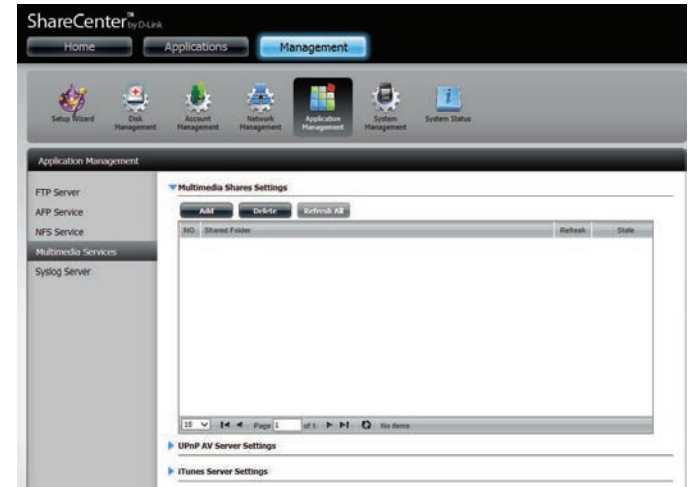 ShareCenter™ by D-Link
Home Applications Management
Setup Wizard Disk Management Account Management Network Management Application Management System Management System Status
Application Management
FTP Server
AFP Service
NFS Service
Multimedia Services
Syslog Server
Multimedia Shares Settings
Add Delete Refresh All
NO. Shared Folder Refresh State
10 Page 1 of 1 No items
UPnP AV Server Settings
iTunes Server Settings